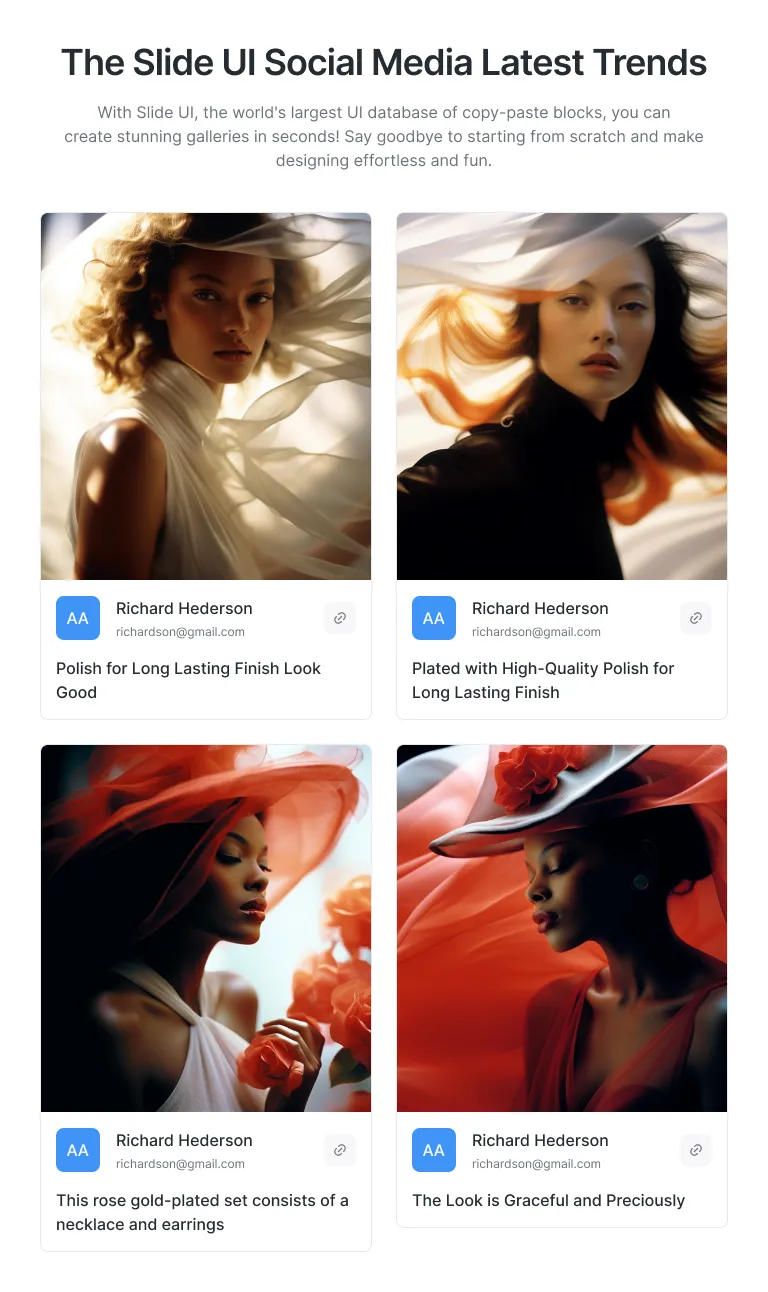 The Slide UI Social Media Latest Trends
With Slide UI, the world's largest UI database of copy-paste blocks, you can
create stunning galleries in seconds! Say goodbye to starting from scratch and make
designing effortless and fun.
AA
Richard Hederson
richardson@gmail.com
Polish for Long Lasting Finish Look
Good
AA
Richard Hederson
richardson@gmail.com
Plated with High-Quality Polish for
Long Lasting Finish
AA
Richard Hederson
richardson@gmail.com
This rose gold-plated set consists of a
necklace and earrings
AA
Richard Hederson
richardson@gmail.com
The Look is Graceful and Preciously